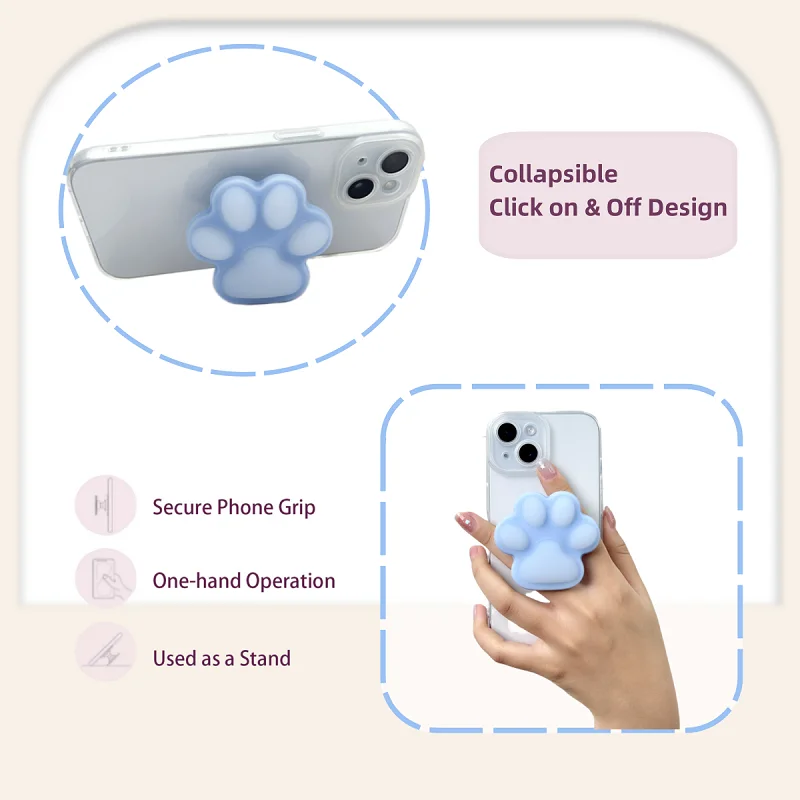 Collapsible
Click on & Off Design
Secure Phone Grip
One-hand Operation
Used as a Stand